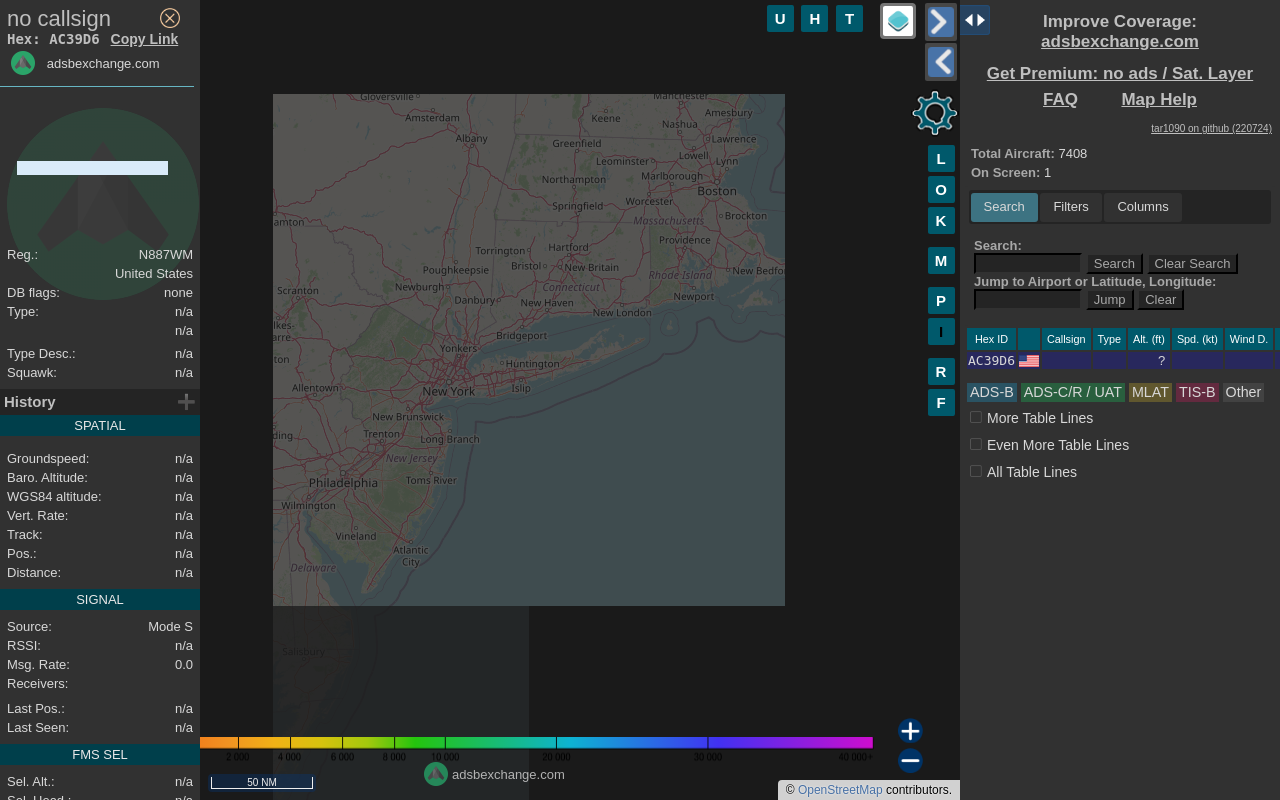 no callsign
Hex: AC39D6 Copy Link
adsbexchange.com
Reg.: N887WM
United States
DB flags: none
Type: n/a
n/a
Type Desc.: n/a
Squawk: n/a
History
SPATIAL
Groundspeed: n/a
Baro. Altitude: n/a
WGS84 altitude: n/a
Vert. Rate: n/a
Track: n/a
Pos.: n/a
Distance: n/a
SIGNAL
Source: Mode S
RSSI: n/a
Msg. Rate: 0.0
Receivers:
Last Pos.: n/a
Last Seen: n/a
FMS SEL
Sel. Alt.: n/a
Sel. Head.: n/a
U H T
Gloversville
Manchester
Amsterdam
Keene
Amesbury
Nashua
Albany
Greenfield
Lawrence
Leominster
Lowell
Lynn
Northampton
Marlborough
Boston
Springfield
Worcester
amton
Massachusetts
Brockton
Torrington
Hartford
Providence
Poughkeepsie
Bristol
New Britain
Rhode Island
New Bedfor
Scranton
Newburgh
Connecticut
Danbury
New Haven
Newport
New London
lkes-
arre
Bridgeport
Yonkers
ton
Huntington
Allentown
New York
Islip
New Brunswick
ding
Trenton
Long Branch
New Jersey
Philadelphia
Toms River
Wilmington
Vineland
Atlantic
City
Delaware
Salisbury
L
O
K
M
P
I
R
F
2 000 4 000 6 000 8 000 10 000 20 000 30 000 40 000+
50 NM
adsbexchange.com
© OpenStreetMap contributors.
Improve Coverage:
adsbexchange.com
Get Premium: no ads / Sat. Layer
FAQ Map Help
tar1090 on github (220724)
Total Aircraft: 7408
On Screen: 1
Search Filters Columns
Search:
Search Clear Search
Jump to Airport or Latitude, Longitude:
Jump Clear
Hex ID Callsign Type Alt. (ft) Spd. (kt) Wind D.
AC39D6 ?
ADS-B ADS-C/R / UAT MLAT TIS-B Other
More Table Lines
Even More Table Lines
All Table Lines